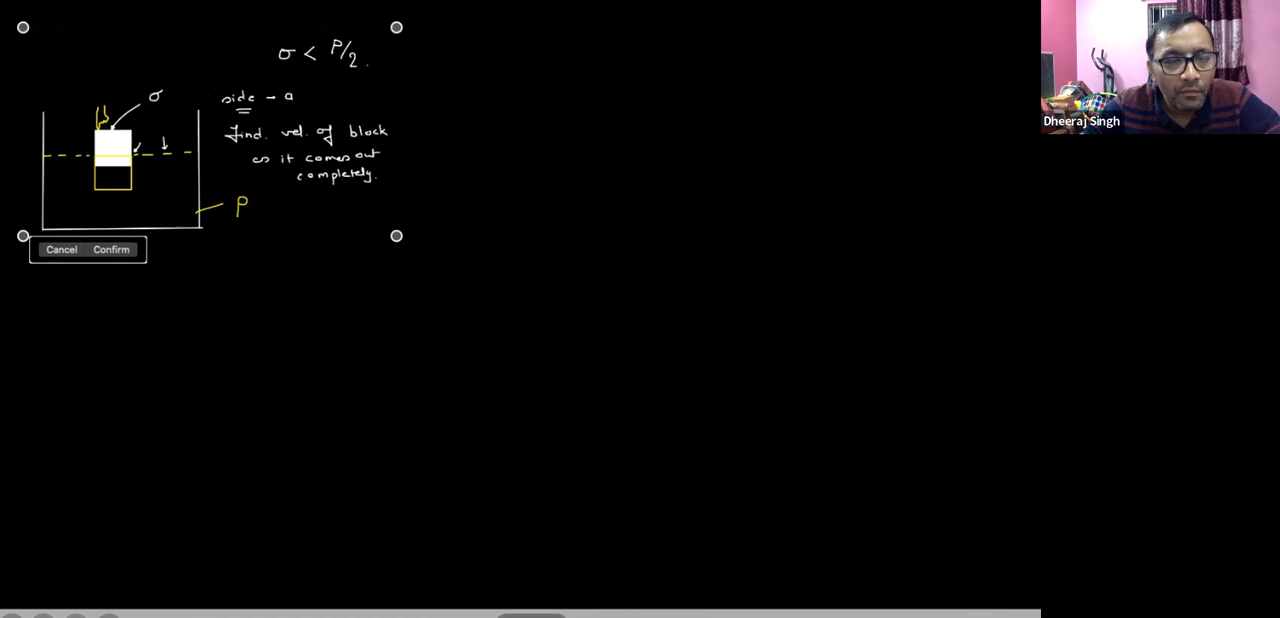 σ < ρ/2.
σ
side → a
find. vel. of block
as it comes out
completely.
ρ
Cancel Confirm
Dheeraj Singh